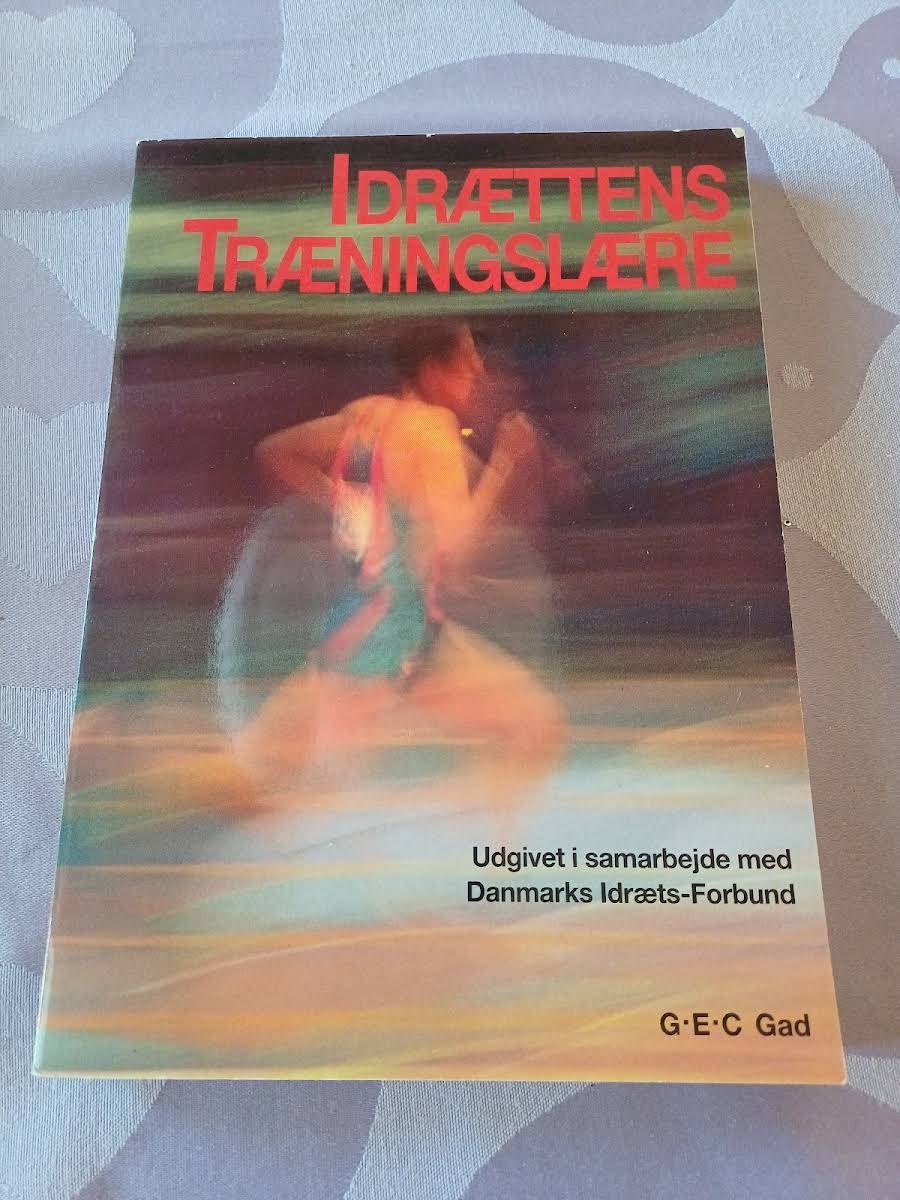 IDRÆTTENS
TRÆNINGSLÆRE
Udgivet i samarbejde med
Danmarks Idræts-Forbund
G·E·C Gad